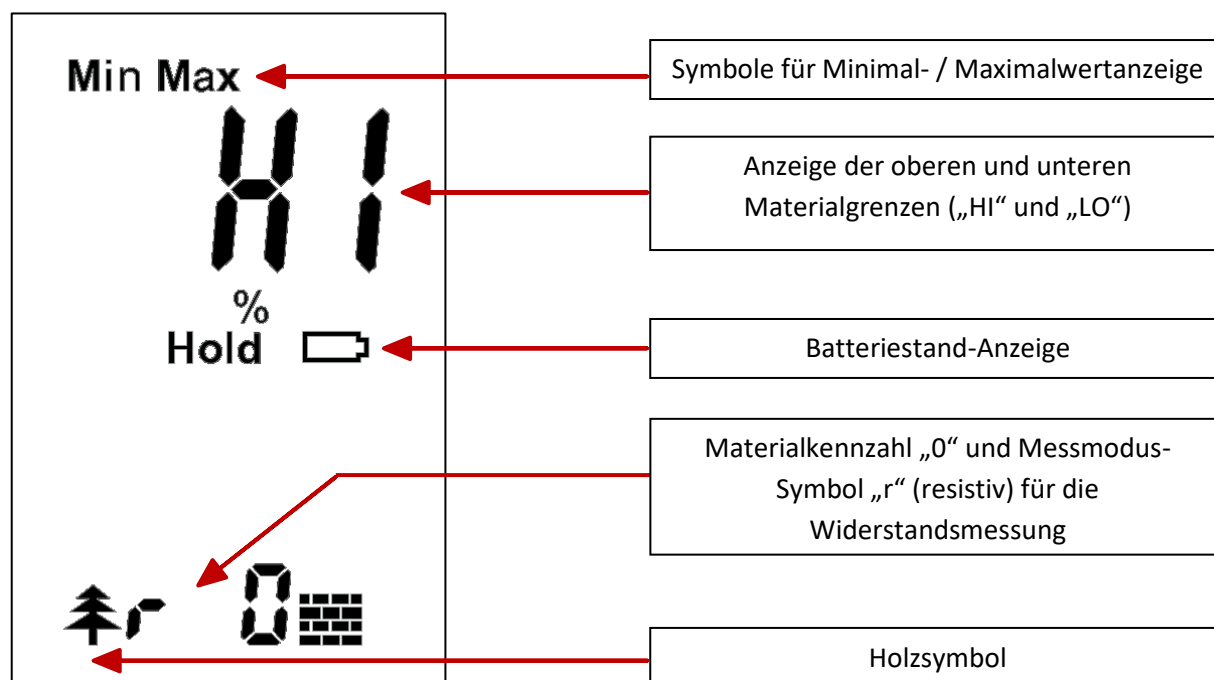 Min Max
Symbole für Minimal- / Maximalwertanzeige
HI
Anzeige der oberen und unteren
Materialgrenzen („HI“ und „LO“)
%
Hold
Batteriestand-Anzeige
Materialkennzahl „0“ und Messmodus-
Symbol „r“ (resistiv) für die
Widerstandsmessung
r 0
Holzsymbol